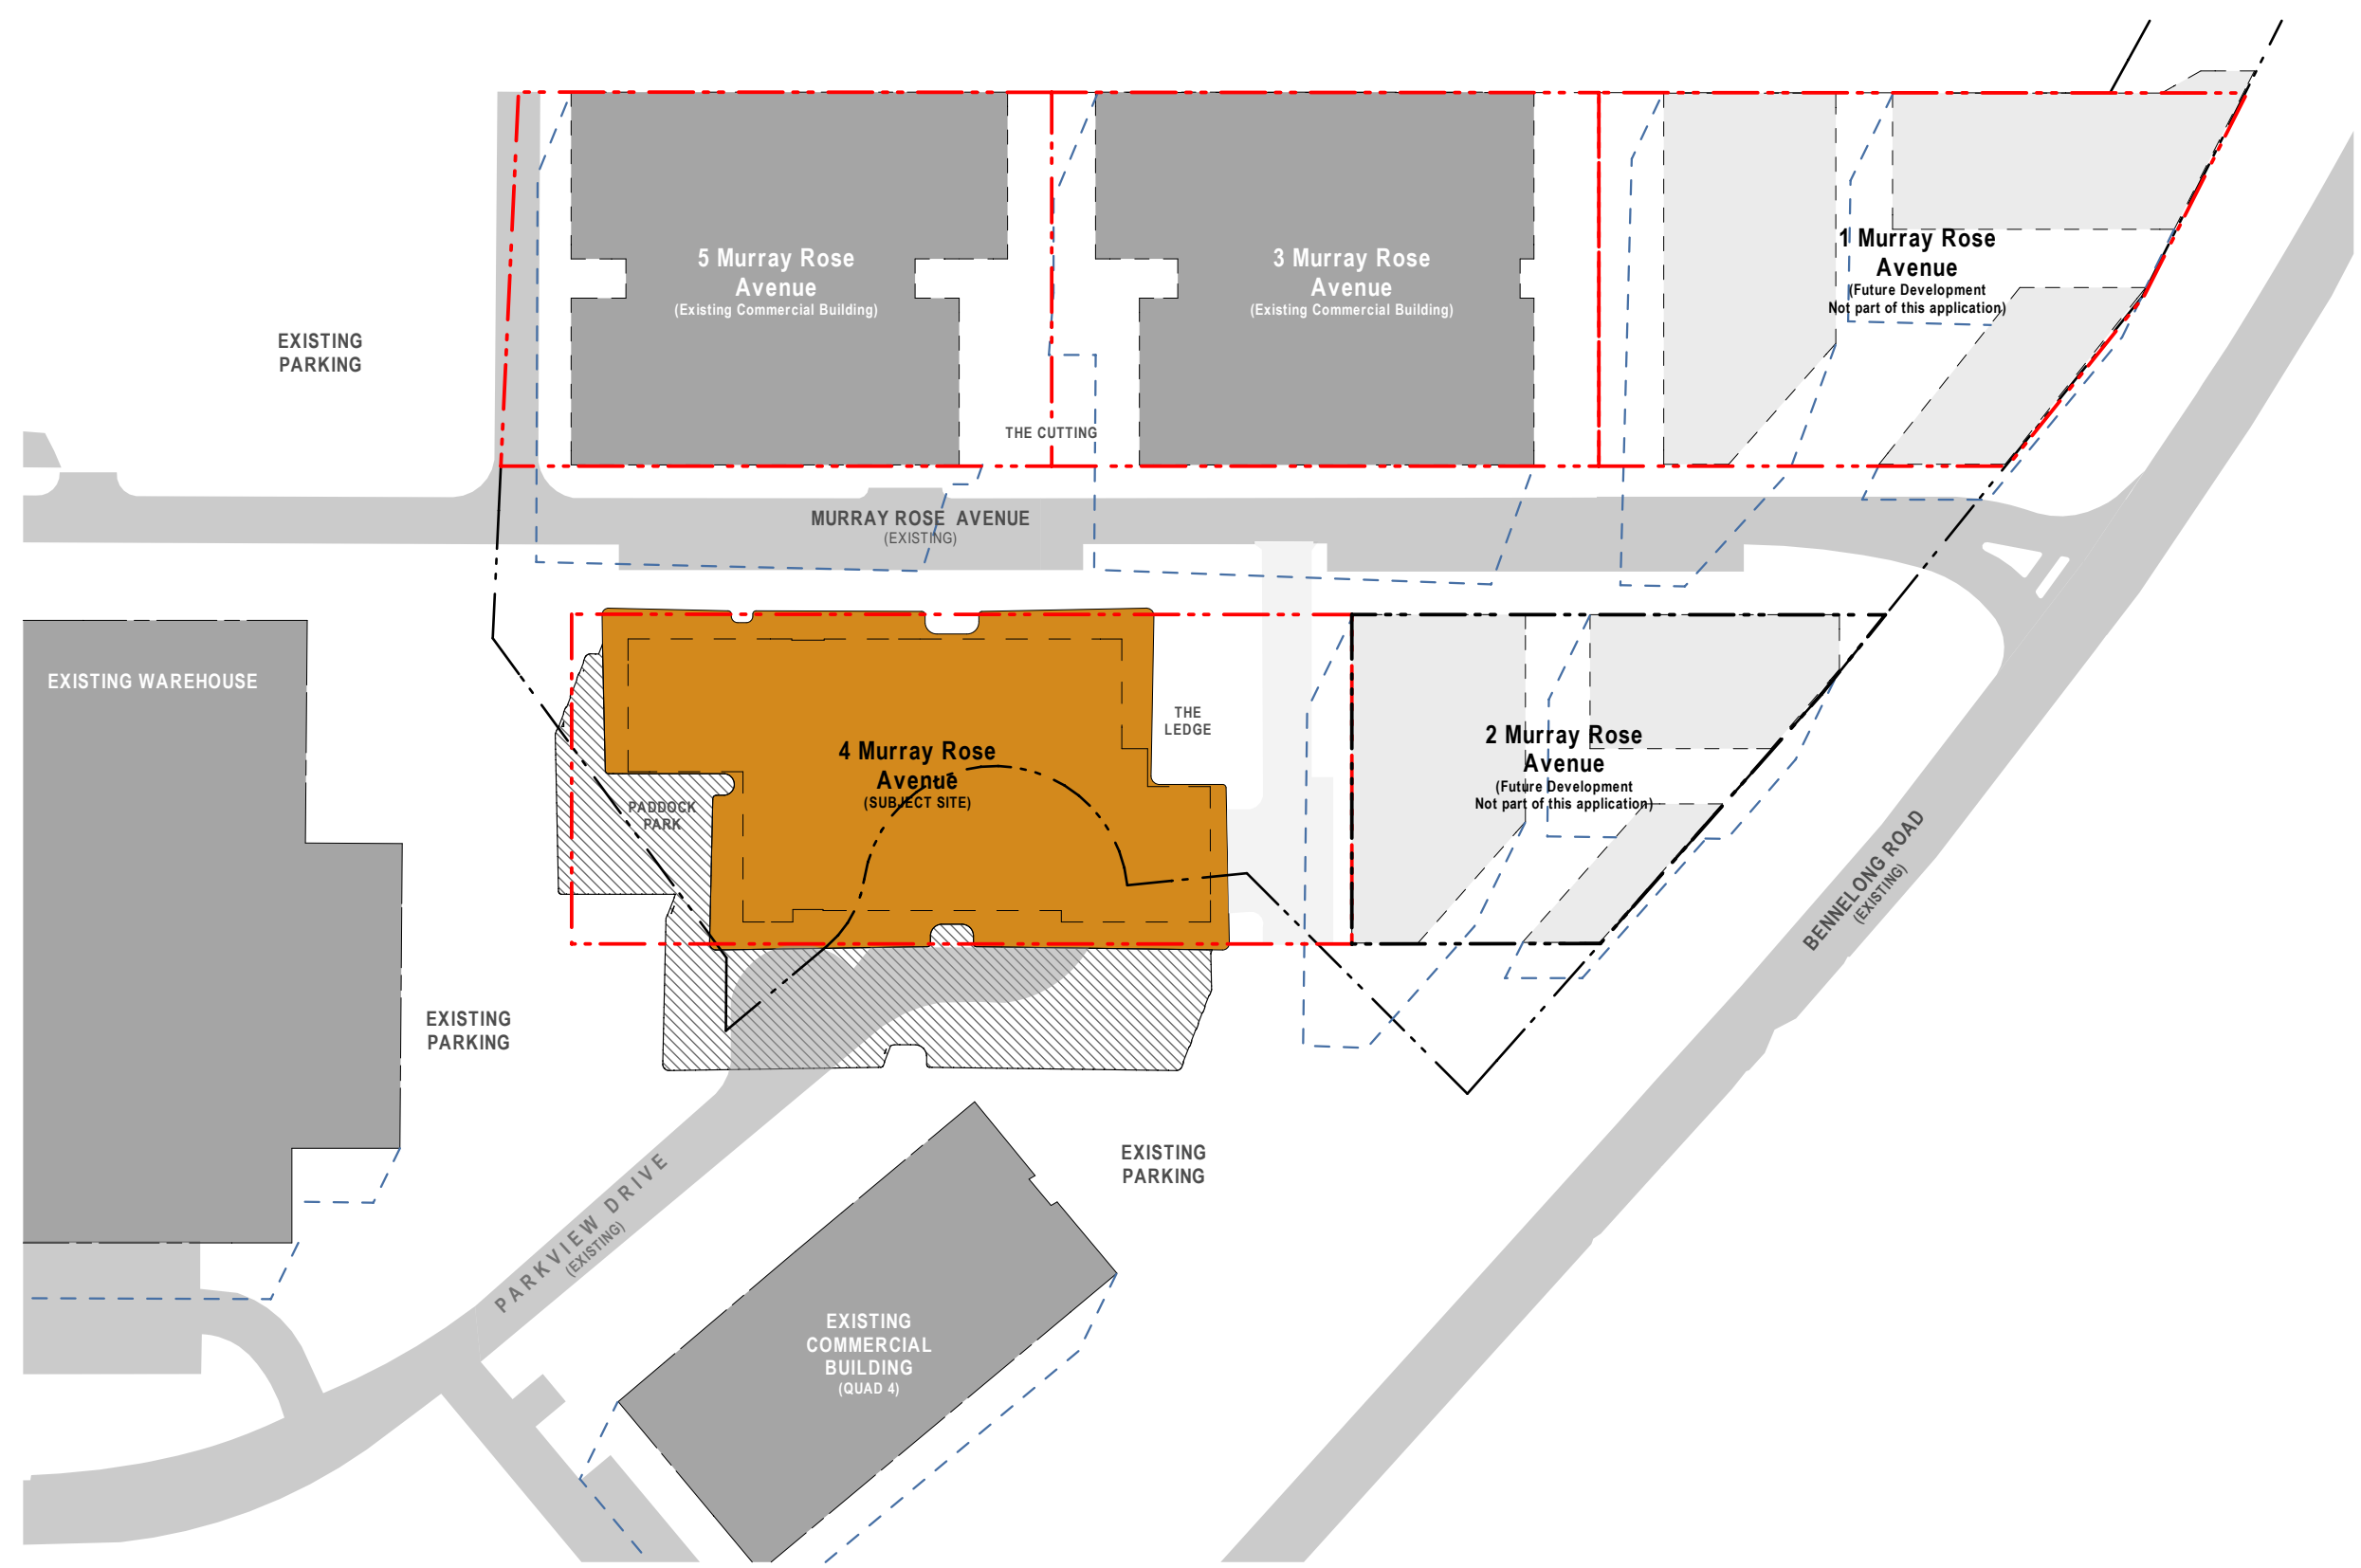 5 Murray Rose
Avenue
(Existing Commercial Building)
3 Murray Rose
Avenue
(Existing Commercial Building)
1 Murray Rose
Avenue
(Future Development
Not part of this application)
EXISTING
PARKING
THE CUTTING
MURRAY ROSE AVENUE
(EXISTING)
EXISTING WAREHOUSE
4 Murray Rose
Avenue
(SUBJECT SITE)
THE
LEDGE
2 Murray Rose
Avenue
(Future Development
Not part of this application)
PADDOCK
PARK
BENNELONG ROAD
(EXISTING)
EXISTING
PARKING
EXISTING
PARKING
PARKVIEW DRIVE
(EXISTING)
EXISTING
COMMERCIAL
BUILDING
(QUAD 4)